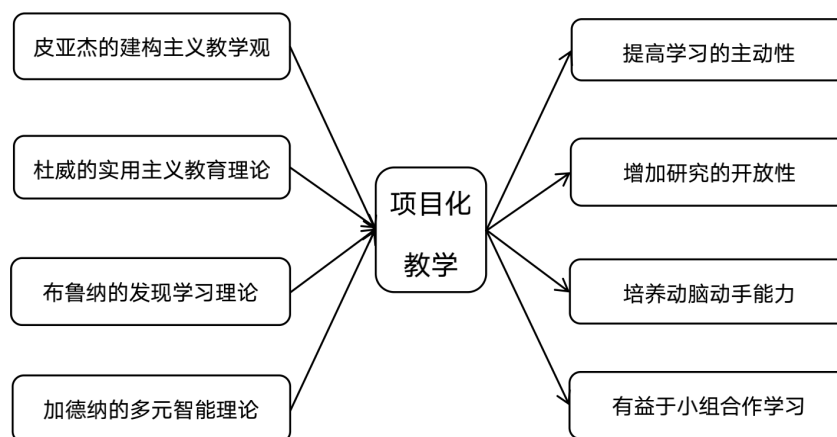 皮亚杰的建构主义教学观
杜威的实用主义教育理论
布鲁纳的发现学习理论
加德纳的多元智能理论
项目化
教学
提高学习的主动性
增加研究的开放性
培养动脑动手能力
有益于小组合作学习